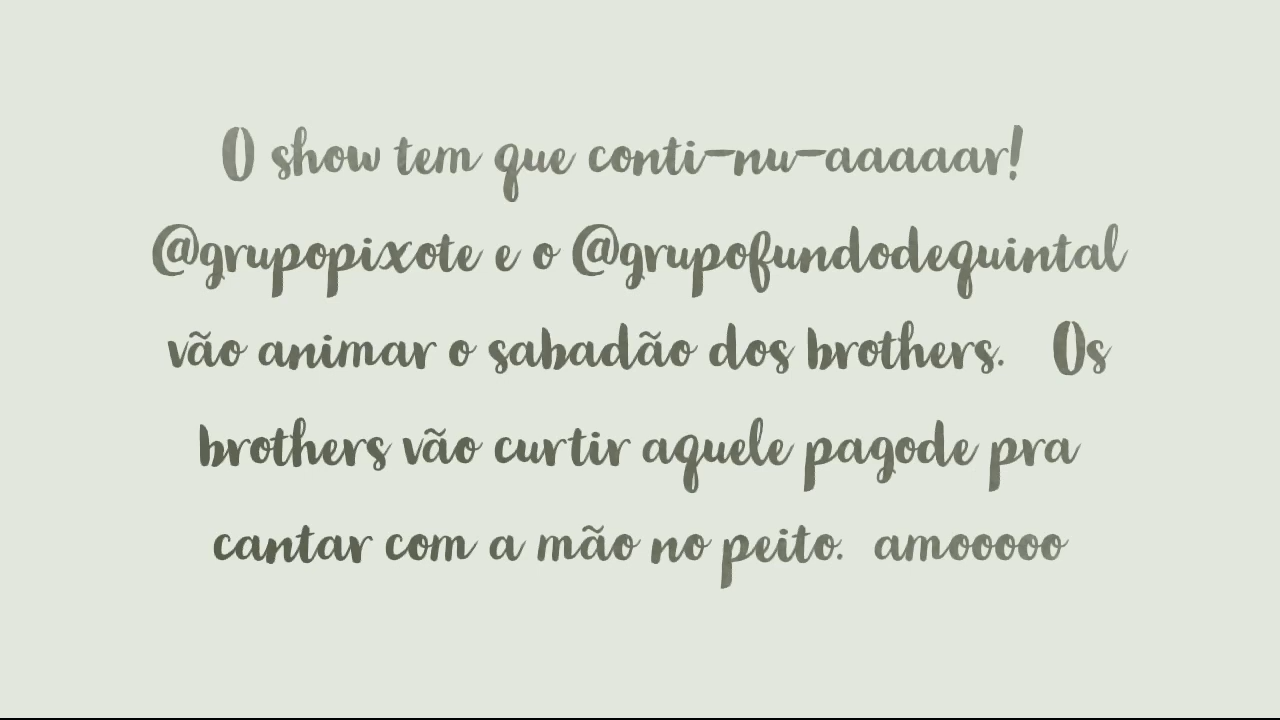 O show tem que conti-nu-aaaaaar!
@grupopixote e o @grupofundodequintal
vão animar o sabadão dos brothers. Os
brothers vão curtir aquele pagode pra
cantar com a mão no peito. amooooo